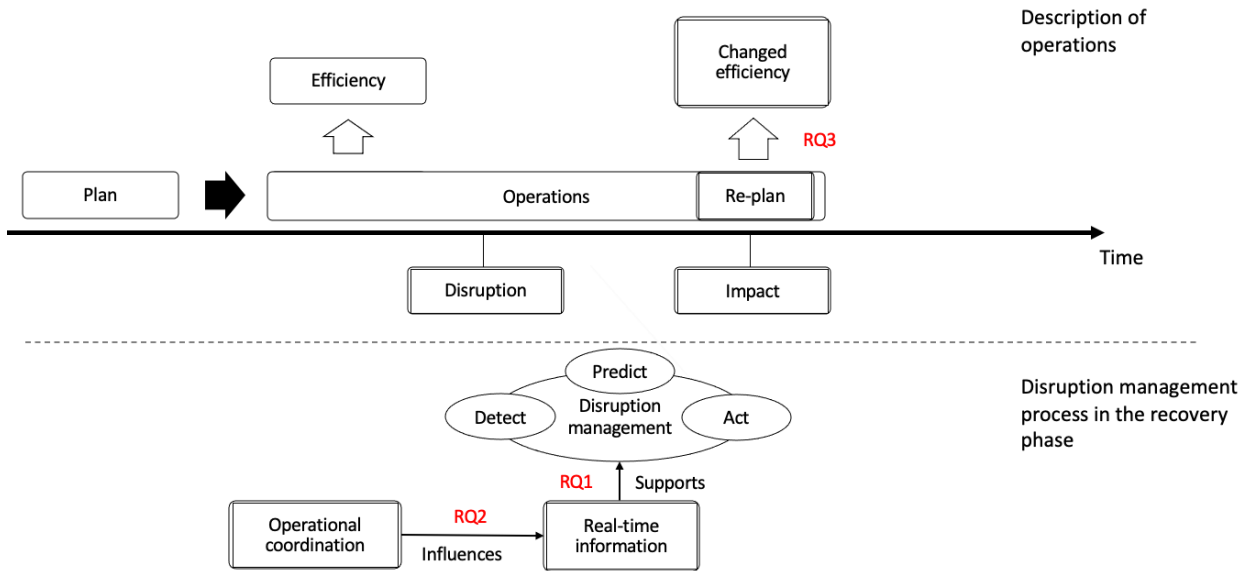 Description of
operations
Changed
efficiency
Efficiency
RQ3
Plan
Operations
Re-plan
Time
Disruption
Impact
Predict
Disruption
management
Detect
Act
Disruption management
process in the recovery
phase
RQ1
Supports
Operational
coordination
RQ2
Influences
Real-time
information